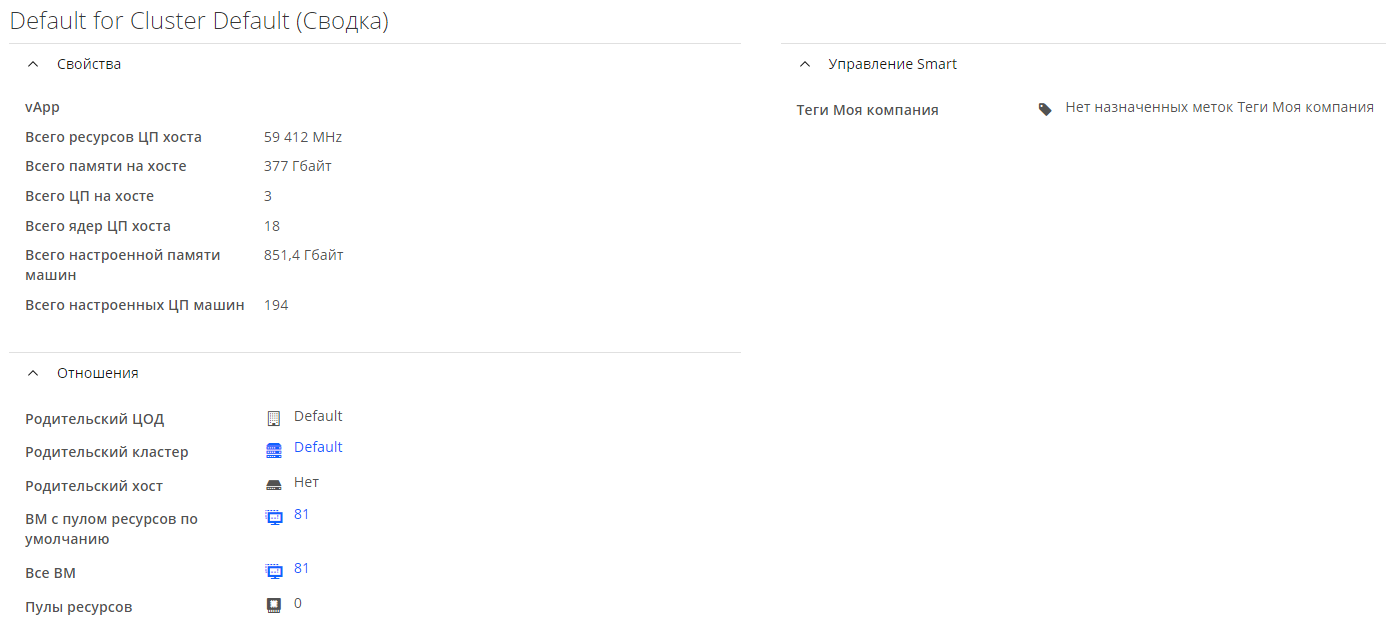 Default for Cluster Default (Сводка)
Свойства
vApp
Всего ресурсов ЦП хоста 59 412 MHz
Всего памяти на хосте 377 Гбайт
Всего ЦП на хосте 3
Всего ядер ЦП хоста 18
Всего настроенной памяти 851,4 Гбайт
машин
Всего настроенных ЦП машин 194
Отношения
Родительский ЦОД Default
Родительский кластер Default
Родительский хост Нет
ВМ с пулом ресурсов по 81
умолчанию
Все ВМ 81
Пулы ресурсов 0
Управление Smart
Теги Моя компания Нет назначенных меток Теги Моя компания